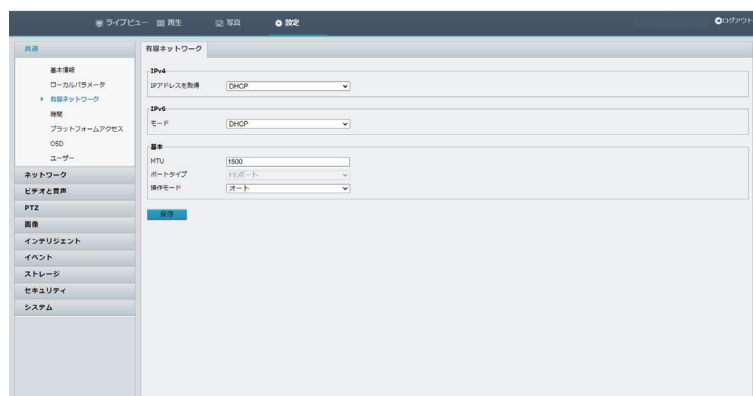 ライブビュー 再生 写真 設定 ログアウト
共通
基本情報
ローカルパラメータ
有線ネットワーク
時間
プラットフォームアクセス
OSD
ユーザー
ネットワーク
ビデオと音声
PTZ
画像
インテリジェント
イベント
ストレージ
セキュリティ
システム
有線ネットワーク
IPv4
IPアドレスを取得 DHCP
IPv6
モード DHCP
基本
MTU 1500
ポートタイプ FEポート
操作モード オート
保存